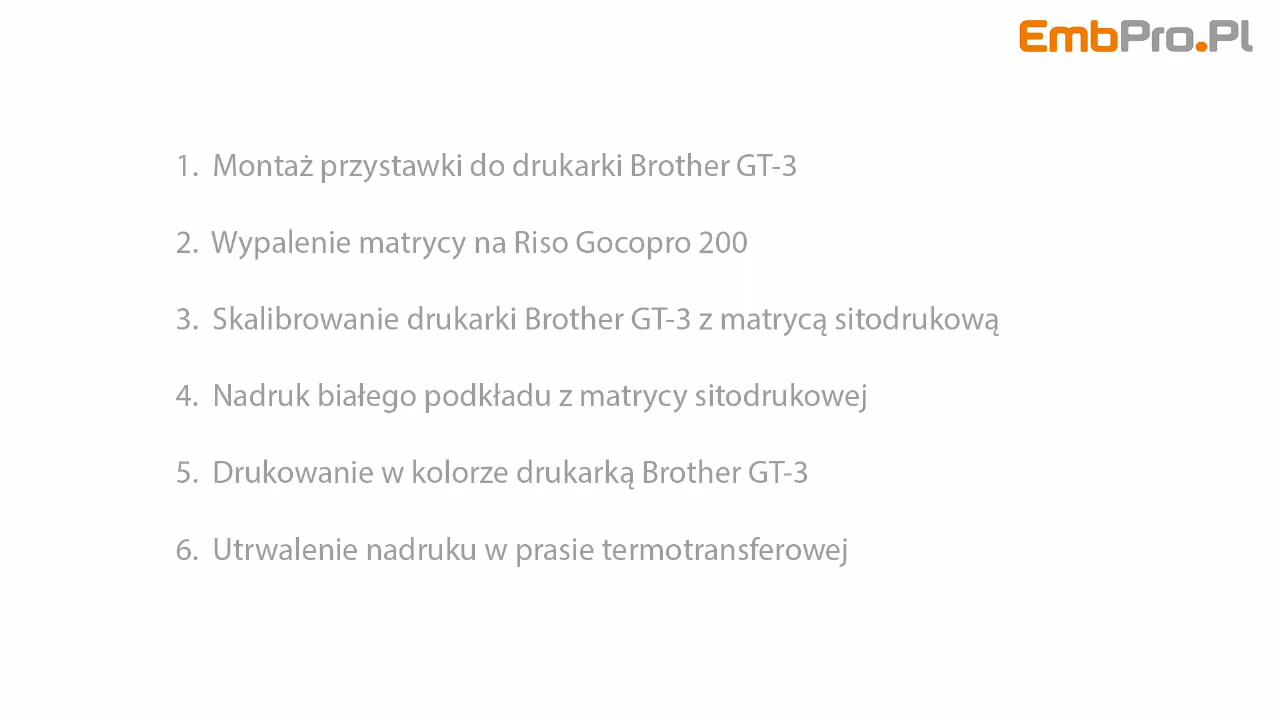 EmbPro.Pl
1. Montaż przystawki do drukarki Brother GT-3
2. Wypalenie matrycy na Riso Gocopro 200
3. Skalibrowanie drukarki Brother GT-3 z matrycą sitodrukową
4. Nadruk białego podkładu z matrycy sitodrukowej
5. Drukowanie w kolorze drukarką Brother GT-3
6. Utrwalenie nadruku w prasie termotransferowej